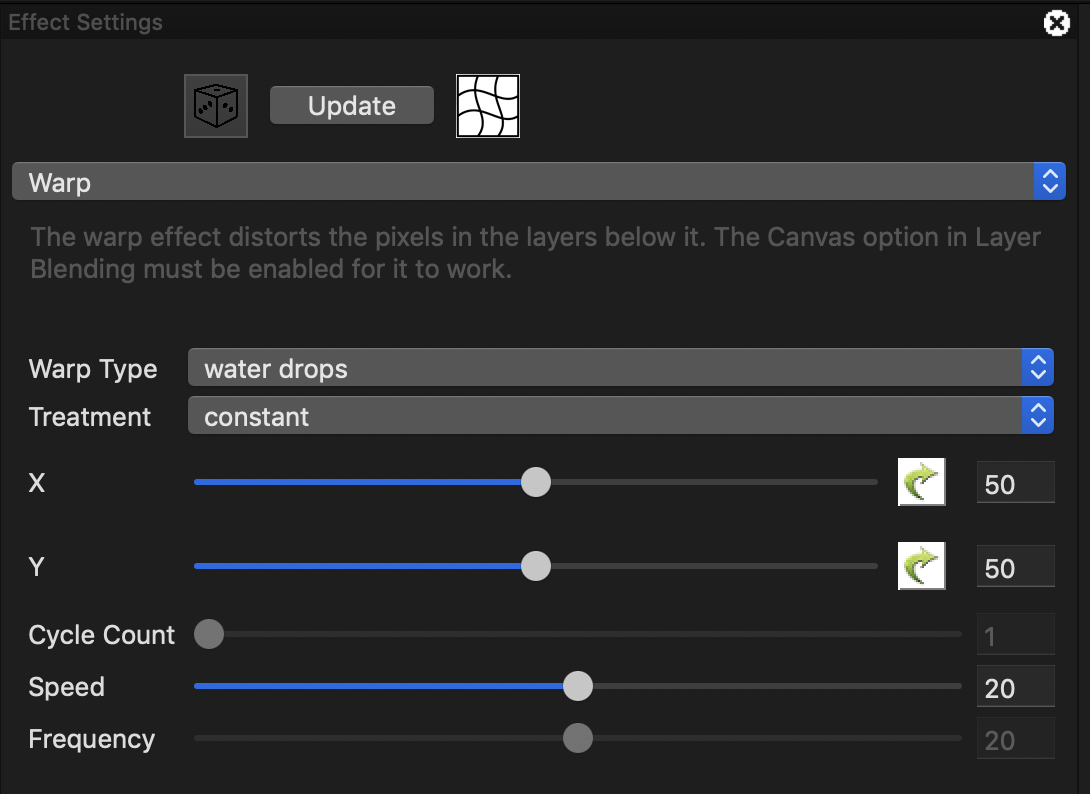 Effect Settings
Update
Warp
The warp effect distorts the pixels in the layers below it. The Canvas option in Layer
Blending must be enabled for it to work.
Warp Type water drops
Treatment constant
X 50
Y 50
Cycle Count 1
Speed 20
Frequency 20